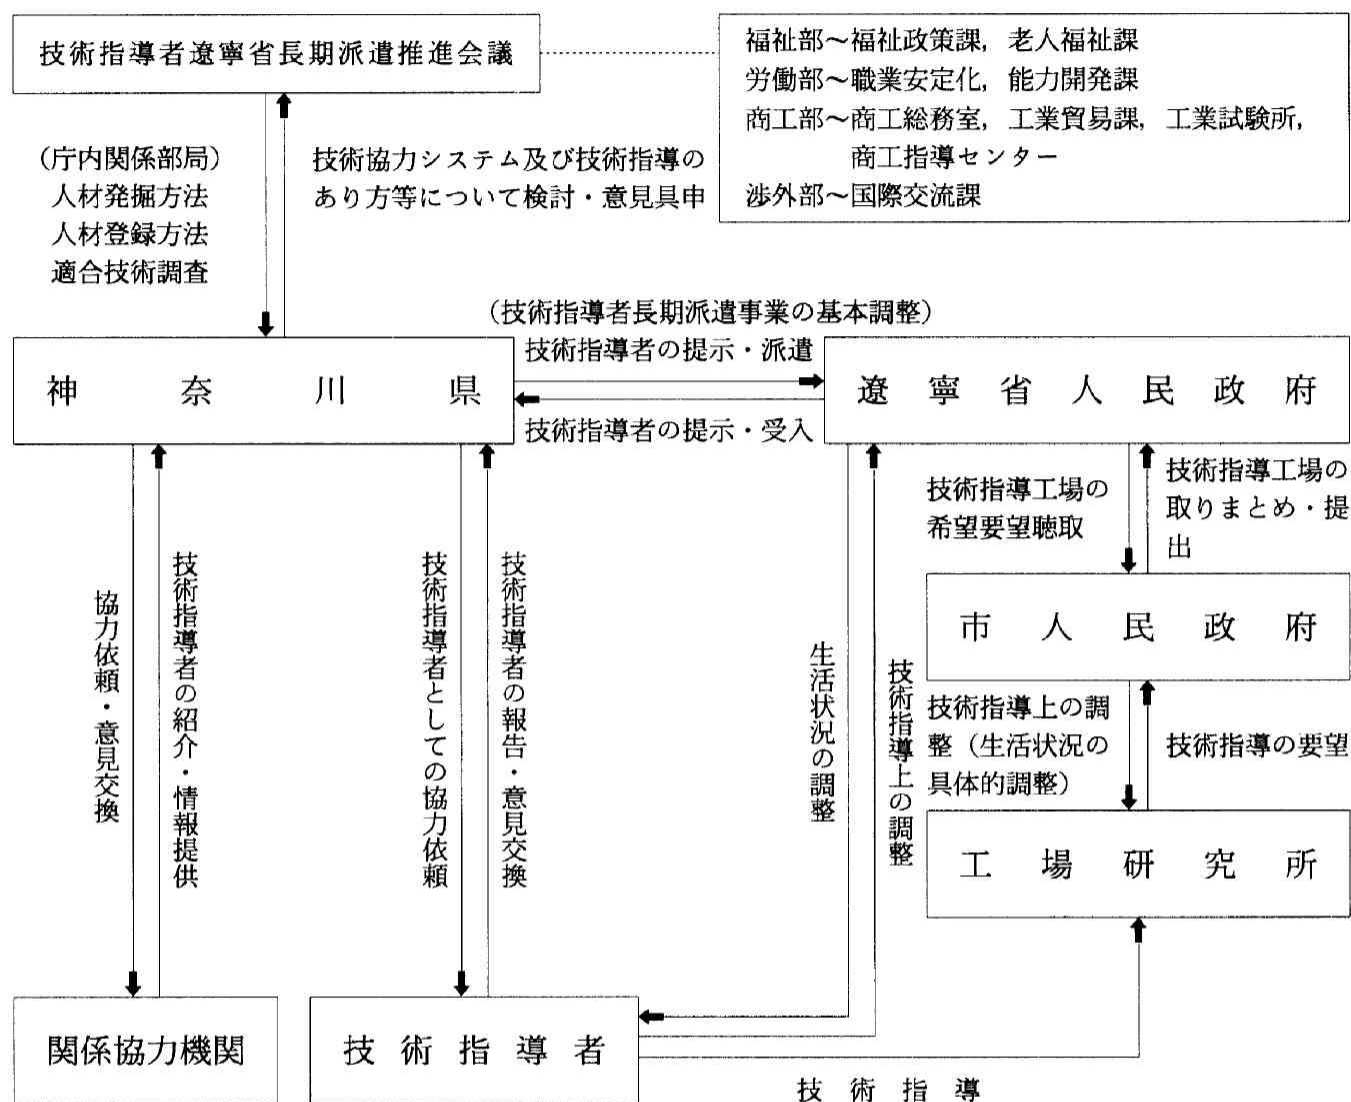 技術指導者遼寧省長期派遣推進会議
福祉部~福祉政策課，老人福祉課
労働部~職業安定化，能力開発課
商工部~商工総務室，工業貿易課，工業試験所，
商工指導センター
渉外部~国際交流課
（庁内関係部局）
人材発掘方法
人材登録方法
適合技術調査
技術協力システム及び技術指導の
あり方等について検討・意見具申
（技術指導者長期派遣事業の基本調整）
技術指導者の提示・派遣
神奈川県
遼寧省人民政府
技術指導者の提示・受入
技術指導工場の
希望要望聴取
技術指導工場の
取りまとめ・提
出
協力依頼・意見交換
技術指導者の紹介・情報提供
技術指導者としての協力依頼
技術指導者の報告・意見交換
生活状況の調整
技術指導上の調整
市人民政府
技術指導上の調
整（生活状況の
具体的調整）
技術指導の要望
工場研究所
関係協力機関
技術指導者
技術指導